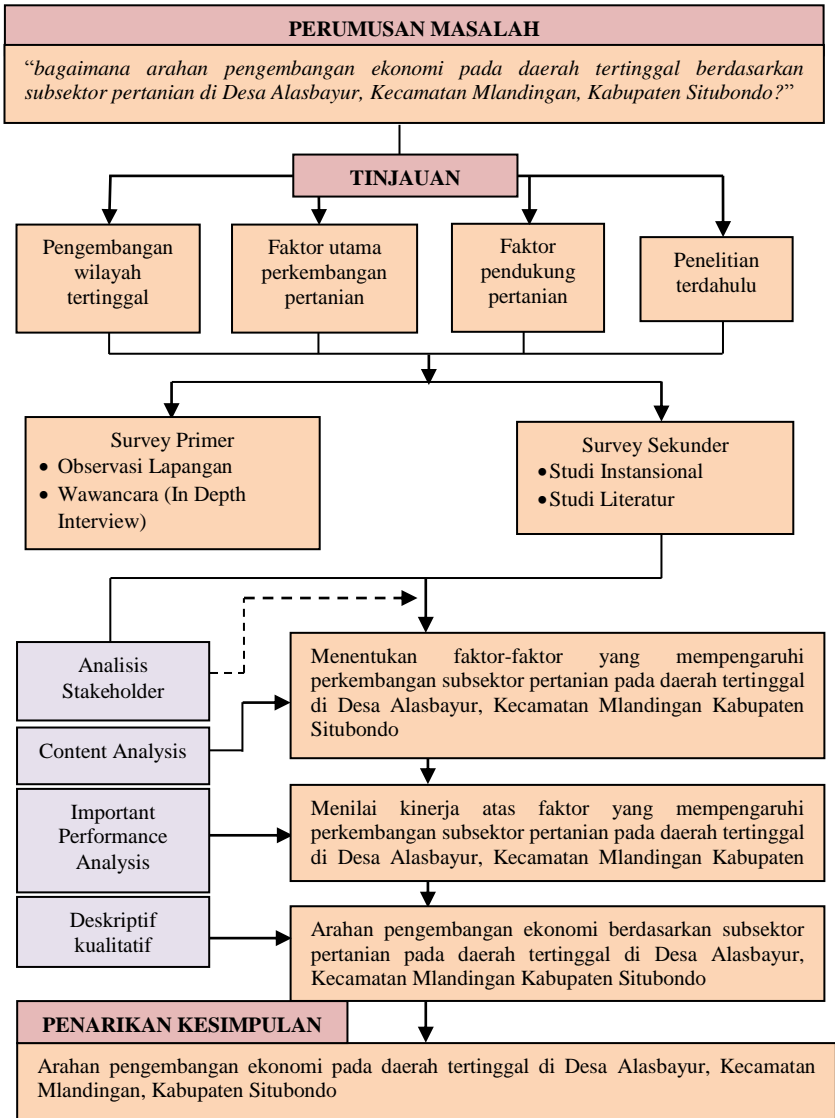 PERUMUSAN MASALAH
“bagaimana arahan pengembangan ekonomi pada daerah tertinggal berdasarkan
subsektor pertanian di Desa Alasbayur, Kecamatan Mlandingan, Kabupaten Situbondo?”
TINJAUAN
Pengembangan
wilayah
tertinggal
Faktor utama
perkembangan
pertanian
Faktor
pendukung
pertanian
Penelitian
terdahulu
Survey Primer
• Observasi Lapangan
• Wawancara (In Depth
Interview)
Survey Sekunder
• Studi Instansional
• Studi Literatur
Analisis
Stakeholder
Menentukan faktor-faktor yang mempengaruhi
perkembangan subsektor pertanian pada daerah tertinggal
di Desa Alasbayur, Kecamatan Mlandingan Kabupaten
Situbondo
Content Analysis
Important
Performance
Analysis
Menilai kinerja atas faktor yang mempengaruhi
perkembangan subsektor pertanian pada daerah tertinggal
di Desa Alasbayur, Kecamatan Mlandingan Kabupaten
Deskriptif
kualitatif
Arahan pengembangan ekonomi berdasarkan subsektor
pertanian pada daerah tertinggal di Desa Alasbayur,
Kecamatan Mlandingan Kabupaten Situbondo
PENARIKAN KESIMPULAN
Arahan pengembangan ekonomi pada daerah tertinggal di Desa Alasbayur, Kecamatan
Mlandingan, Kabupaten Situbondo